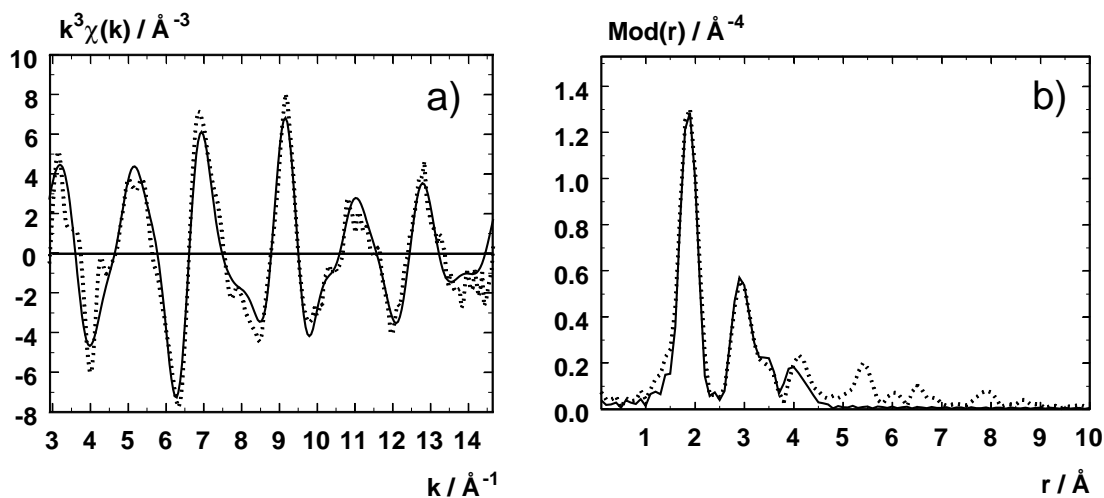 k³χ(k) / Å⁻³
10
8
6
4
2
0
-2
-4
-6
-8
a)
3 4 5 6 7 8 9 10 11 12 13 14
k / Å⁻¹
Mod(r) / Å⁻⁴
1.4
1.2
1.0
0.8
0.6
0.4
0.2
0.0
b)
1 2 3 4 5 6 7 8 9 10
r / Å